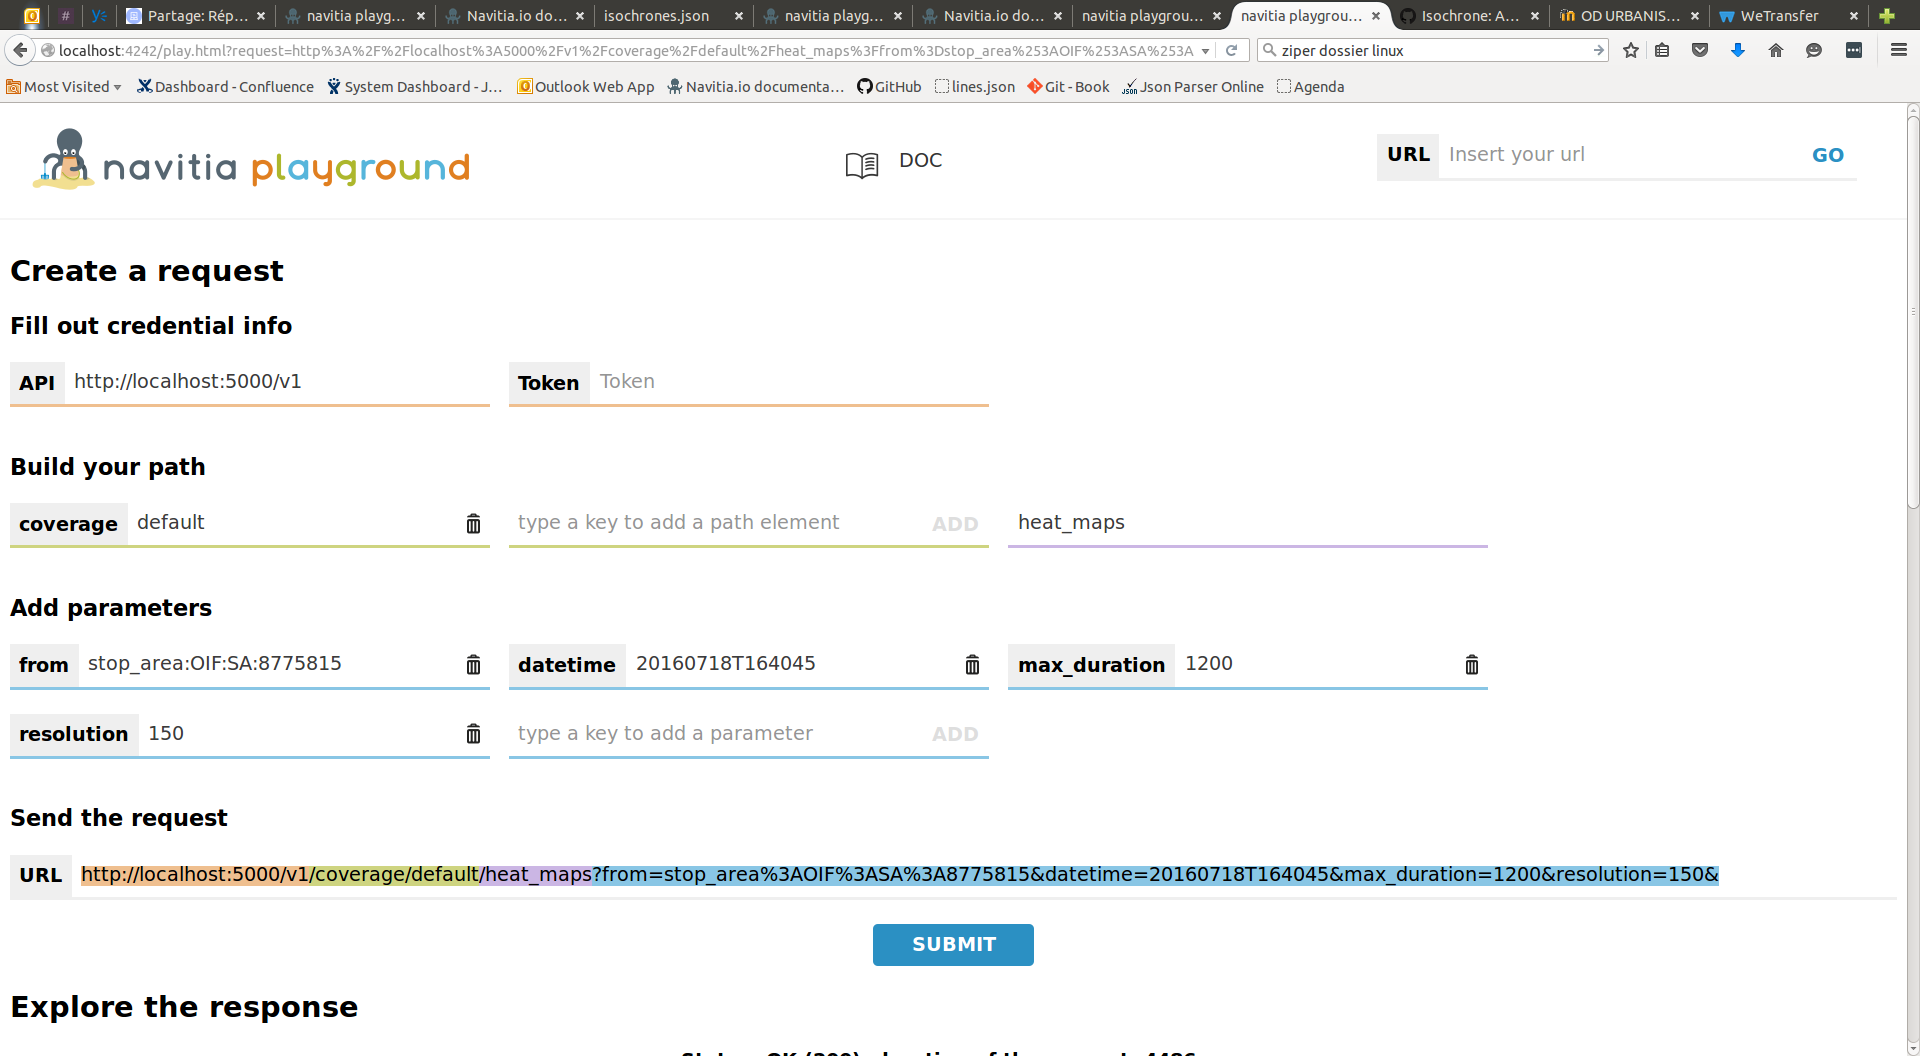 Partage: Rép... navitia playg... Navitia.io do... isochrones.json navitia playg... Navitia.io do... navitia playgrou... navitia playgrou... Isochrone: A... OD URBANIS... WeTransfer
localhost:4242/play.html?request=http%3A%2F%2Flocalhost%3A5000%2Fv1%2Fcoverage%2Fdefault%2Fheat_maps%3Ffrom%3Dstop_area%253AOIF%253ASA%253A ziper dossier linux
Most Visited Dashboard - Confluence System Dashboard - J... Outlook Web App Navitia.io documenta... GitHub lines.json Git - Book Json Parser Online Agenda
navitia playground DOC URL Insert your url GO
Create a request
Fill out credential info
API http://localhost:5000/v1 Token Token
Build your path
coverage default type a key to add a path element ADD heat_maps
Add parameters
from stop_area:OIF:SA:8775815 datetime 20160718T164045 max_duration 1200
resolution 150 type a key to add a parameter ADD
Send the request
URL http://localhost:5000/v1/coverage/default/heat_maps?from=stop_area%3AOIF%3ASA%3A8775815&datetime=20160718T164045&max_duration=1200&resolution=150&
SUBMIT
Explore the response